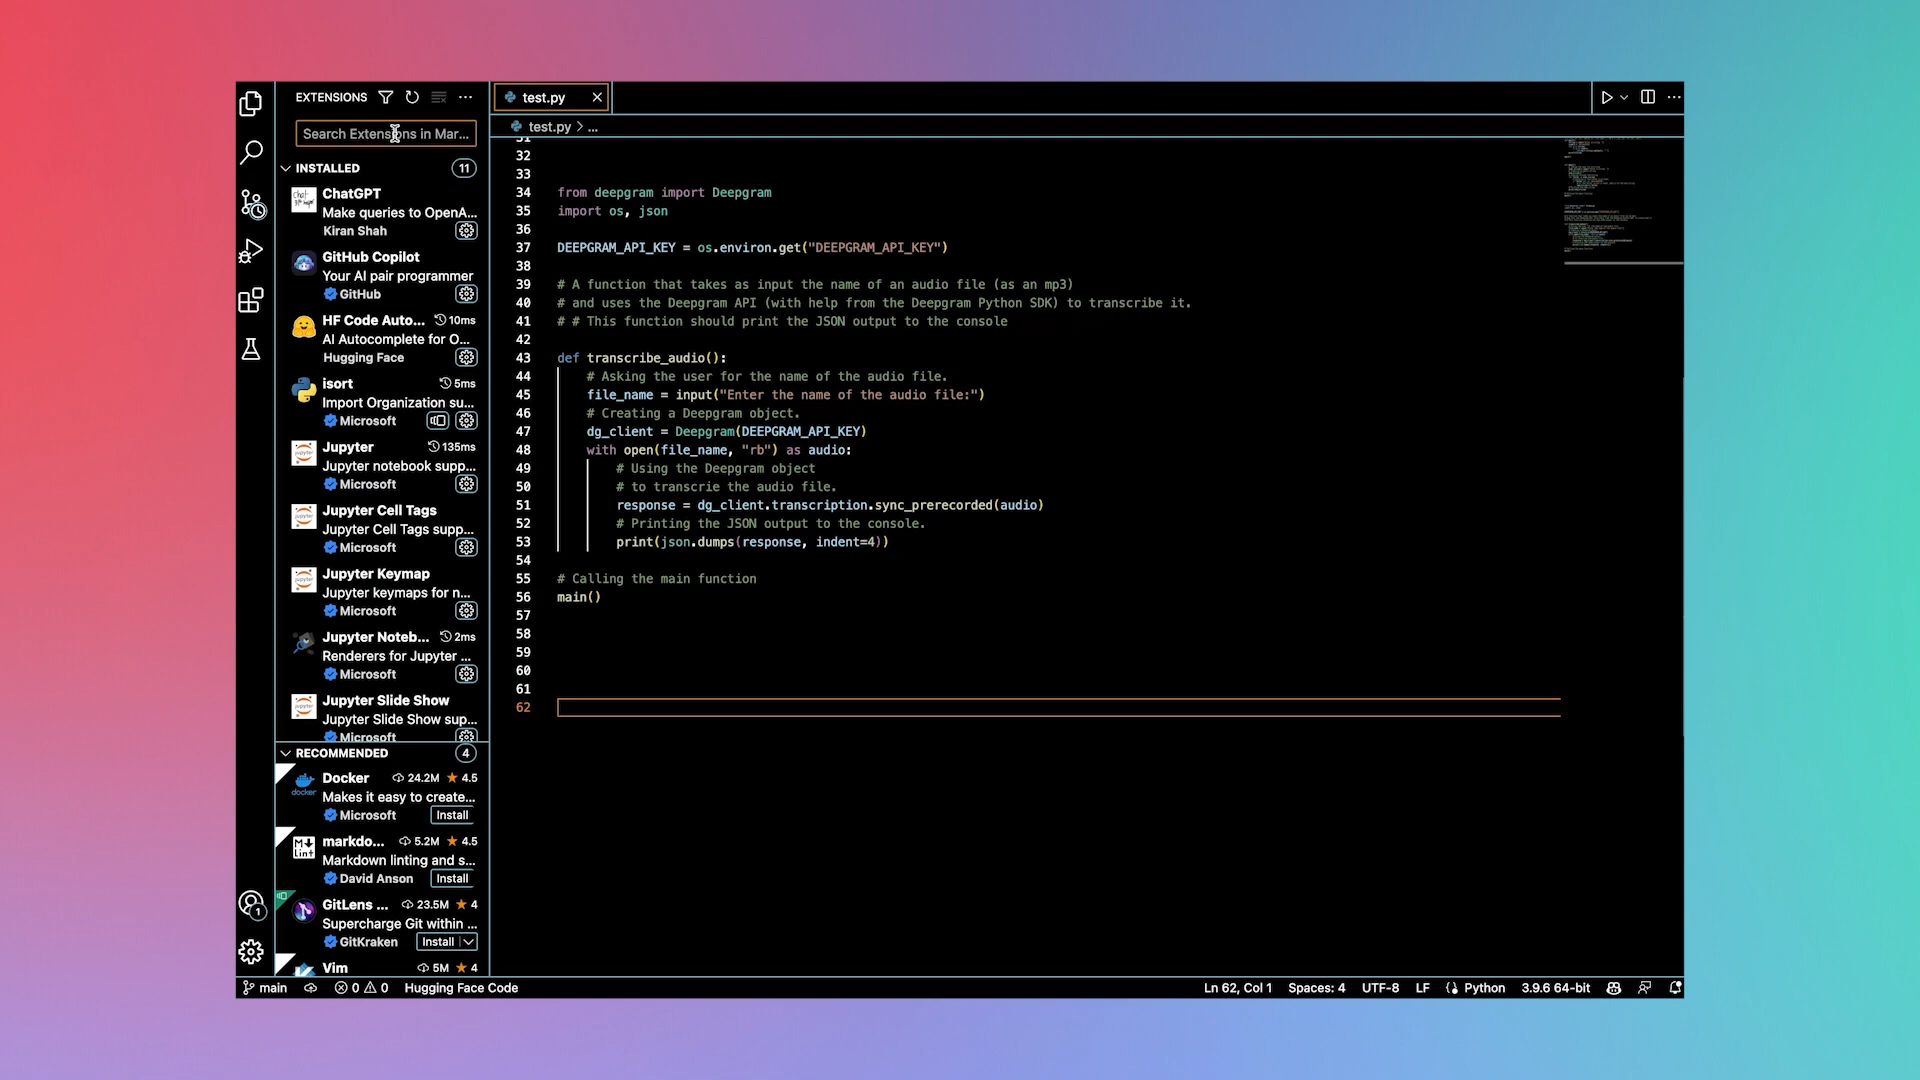 EXTENSIONS
Search Extensions in Mar...
INSTALLED
11
ChatGPT
Make queries to OpenA...
Kiran Shah
GitHub Copilot
Your AI pair programmer
GitHub
HF Code Auto... 10ms
AI Autocomplete for O...
Hugging Face
isort 5ms
Import Organization su...
Microsoft
Jupyter 135ms
Jupyter notebook supp...
Microsoft
Jupyter Cell Tags
Jupyter Cell Tags supp...
Microsoft
Jupyter Keymap
Jupyter keymaps for n...
Microsoft
Jupyter Noteb... 2ms
Renderers for Jupyter ...
Microsoft
Jupyter Slide Show
Jupyter Slide Show sup...
Microsoft
RECOMMENDED
4
Docker 24.2M 4.5
Makes it easy to create...
Microsoft Install
markdo... 5.2M 4.5
Markdown linting and s...
David Anson Install
GitLens ... 23.5M 4
Supercharge Git within ...
GitKraken Install
Vim 5M 4
test.py
test.py > ...
31
32
33
34 from deepgram import Deepgram
35 import os, json
36
37 DEEPGRAM_API_KEY = os.environ.get("DEEPGRAM_API_KEY")
38
39 # A function that takes as input the name of an audio file (as an mp3)
40 # and uses the Deepgram API (with help from the Deepgram Python SDK) to transcribe it.
41 # # This function should print the JSON output to the console
42
43 def transcribe_audio():
44 # Asking the user for the name of the audio file.
45 file_name = input("Enter the name of the audio file:")
46 # Creating a Deepgram object.
47 dg_client = Deepgram(DEEPGRAM_API_KEY)
48 with open(file_name, "rb") as audio:
49 # Using the Deepgram object
50 # to transcrie the audio file.
51 response = dg_client.transcription.sync_prerecorded(audio)
52 # Printing the JSON output to the console.
53 print(json.dumps(response, indent=4))
54
55 # Calling the main function
56 main()
57
58
59
60
61
62
main 0 0 Hugging Face Code
Ln 62, Col 1 Spaces: 4 UTF-8 LF Python 3.9.6 64-bit